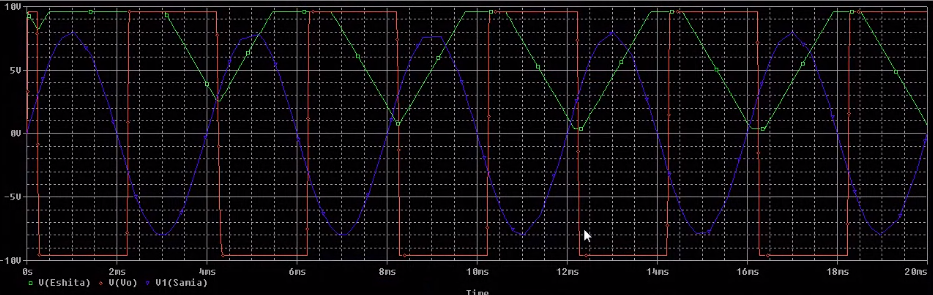 10V
5V
0V
-5V
-10V
0s 2ms 4ms 6ms 8ms 10ms 12ms 14ms 16ms 18ms 20ms
V(Eshita) V(Vo) V1(Samia)
Time